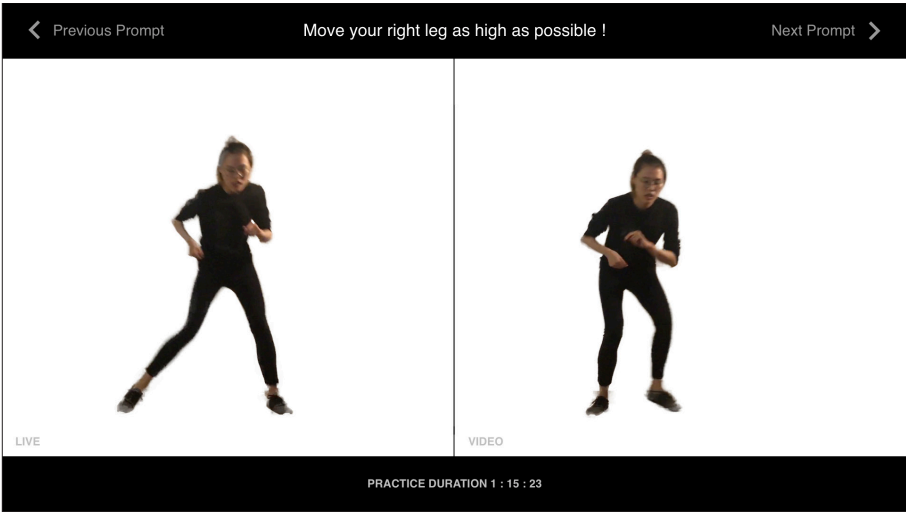 Previous Prompt
Move your right leg as high as possible !
Next Prompt
LIVE
VIDEO
PRACTICE DURATION 1 : 15 : 23